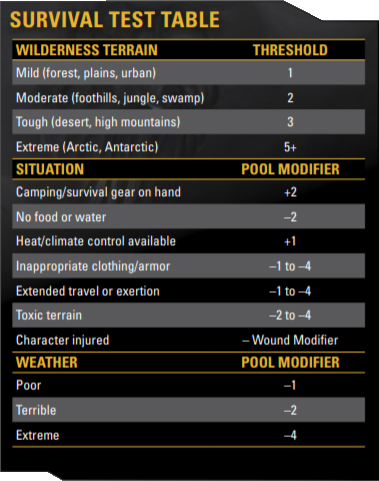 SURVIVAL TEST TABLE
WILDERNESS TERRAIN THRESHOLD
Mild (forest, plains, urban) 1
Moderate (foothills, jungle, swamp) 2
Tough (desert, high mountains) 3
Extreme (Arctic, Antarctic) 5+
SITUATION POOL MODIFIER
Camping/survival gear on hand +2
No food or water –2
Heat/climate control available +1
Inappropriate clothing/armor –1 to –4
Extended travel or exertion –1 to –4
Toxic terrain –2 to –4
Character injured – Wound Modifier
WEATHER POOL MODIFIER
Poor –1
Terrible –2
Extreme –4